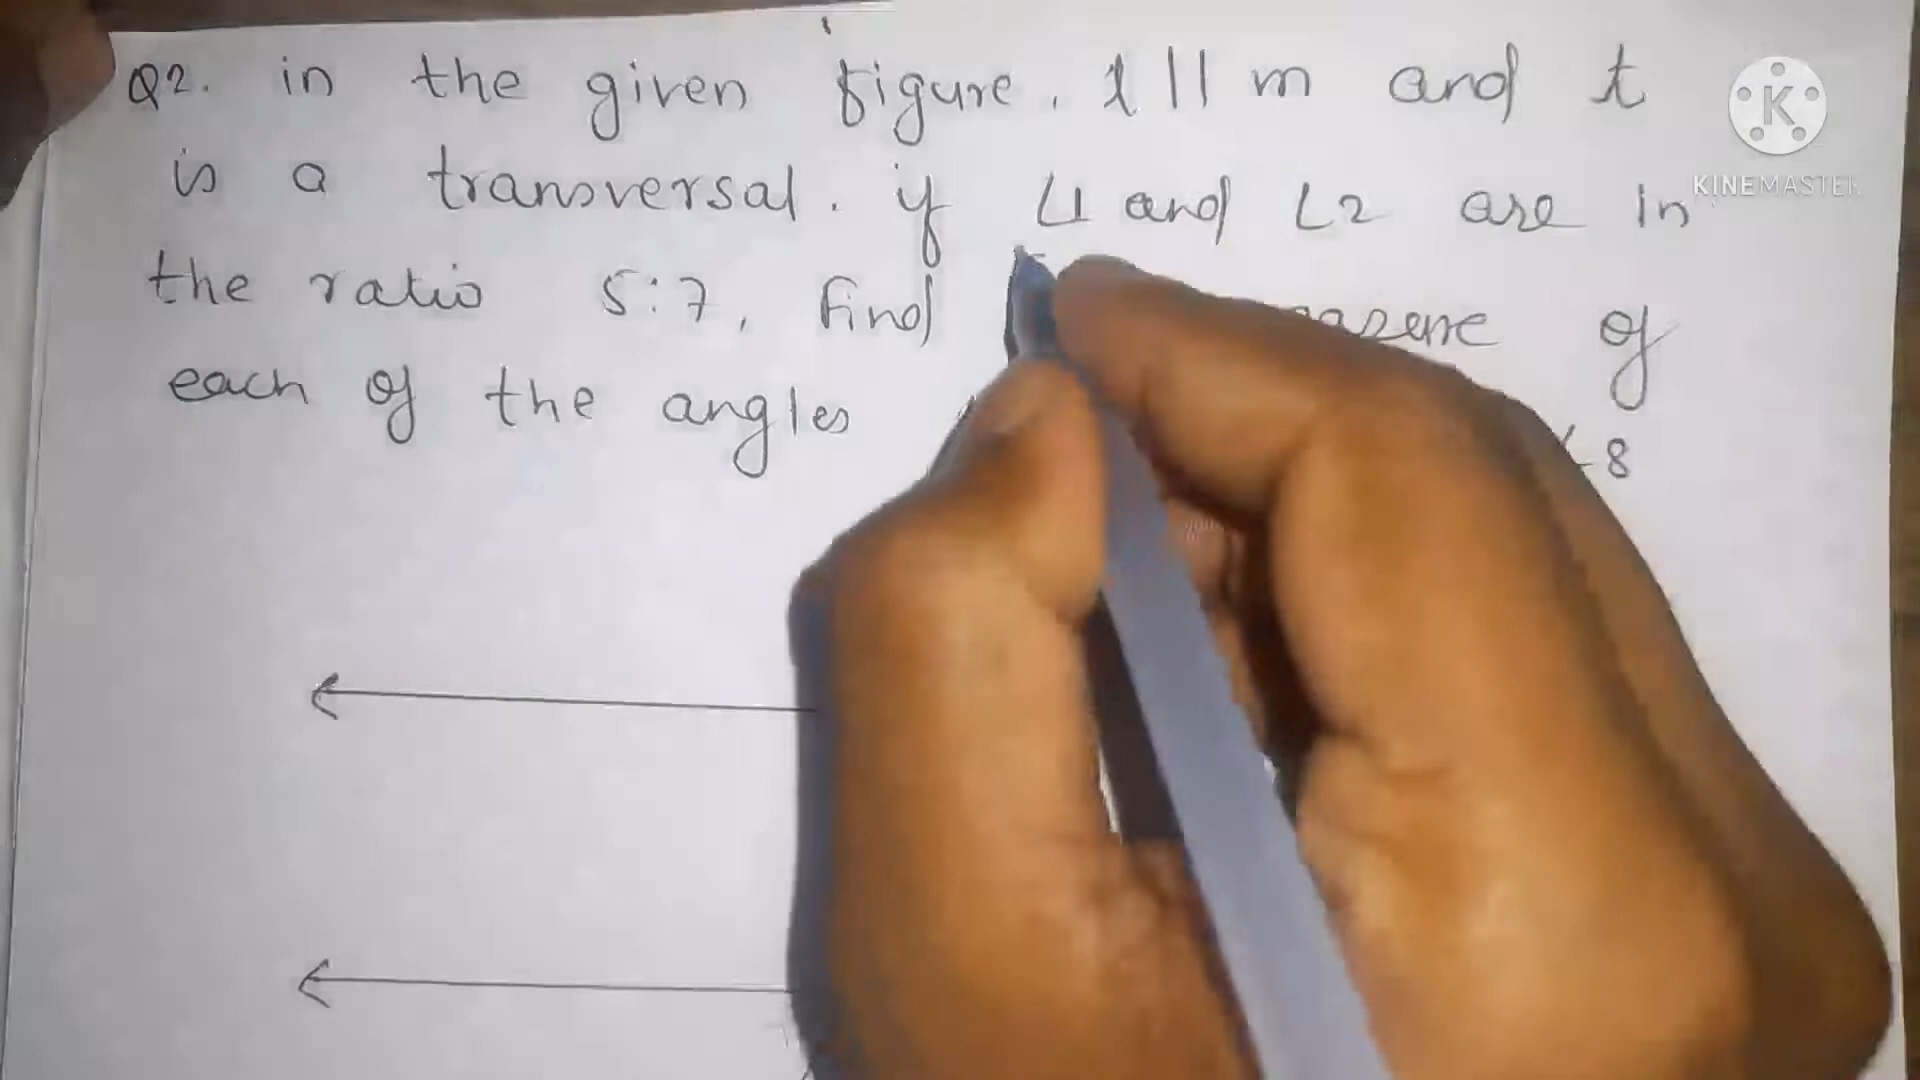 Q2. in the given figure. l || m and t
is a transversal. if ∠1 and ∠2 are in
the ratio 5:7, find of
each of the angles 8
K
KINEMASTER